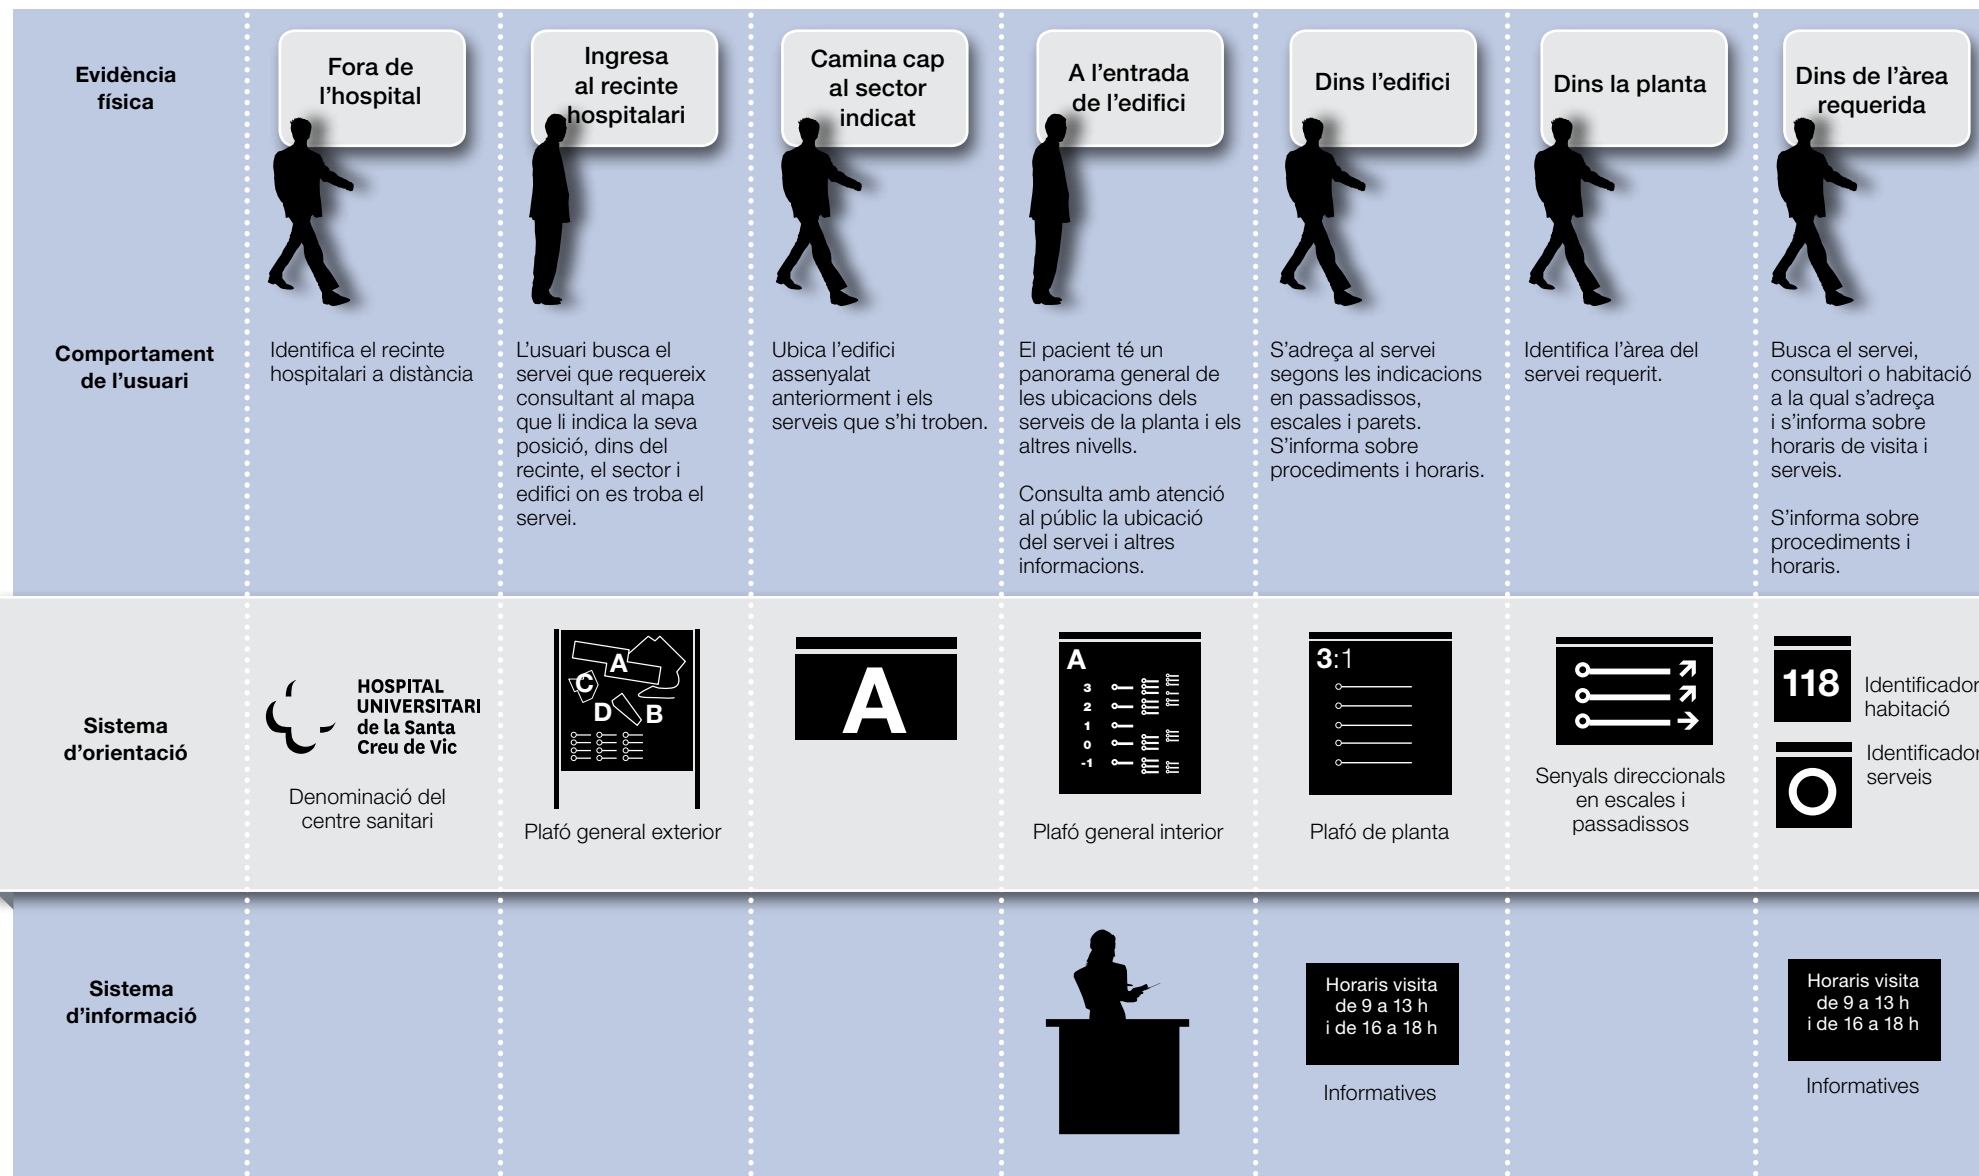 Evidència
física
Fora de
l’hospital
Ingresa
al recinte
hospitalari
Camina cap
al sector
indicat
A l’entrada
de l’edifici
Dins l’edifici
Dins la planta
Dins de l’àrea
requerida
Comportament
de l’usuari
Identifica el recinte
hospitalari a distància
L’usuari busca el
servei que requereix
consultant al mapa
que li indica la seva
posició, dins del
recinte, el sector i
edifici on es troba el
servei.
Ubica l’edifici
assenyalat
anteriorment i els
serveis que s’hi troben.
El pacient té un
panorama general de
les ubicacions dels
serveis de la planta i els
altres nivells.
Consulta amb atenció
al públic la ubicació
del servei i altres
informacions.
S’adreça al servei
segons les indicacions
en passadissos,
escales i parets.
S’informa sobre
procediments i horaris.
Identifica l’àrea del
servei requerit.
Busca el servei,
consultori o habitació
a la qual s’adreça
i s’informa sobre
horaris de visita i
serveis.
S’informa sobre
procediments i
horaris.
Sistema
d’orientació
HOSPITAL
UNIVERSITARI
de la Santa
Creu de Vic
Denominació del
centre sanitari
A
C
D
B
Plafó general exterior
A
A
3
2
1
0
-1
Plafó general interior
3:1
Plafó de planta
Senyals direccionals
en escales i
passadissos
118
Identificador
habitació
Identificador
serveis
Sistema
d’informació
Horaris visita
de 9 a 13 h
i de 16 a 18 h
Informatives
Horaris visita
de 9 a 13 h
i de 16 a 18 h
Informatives